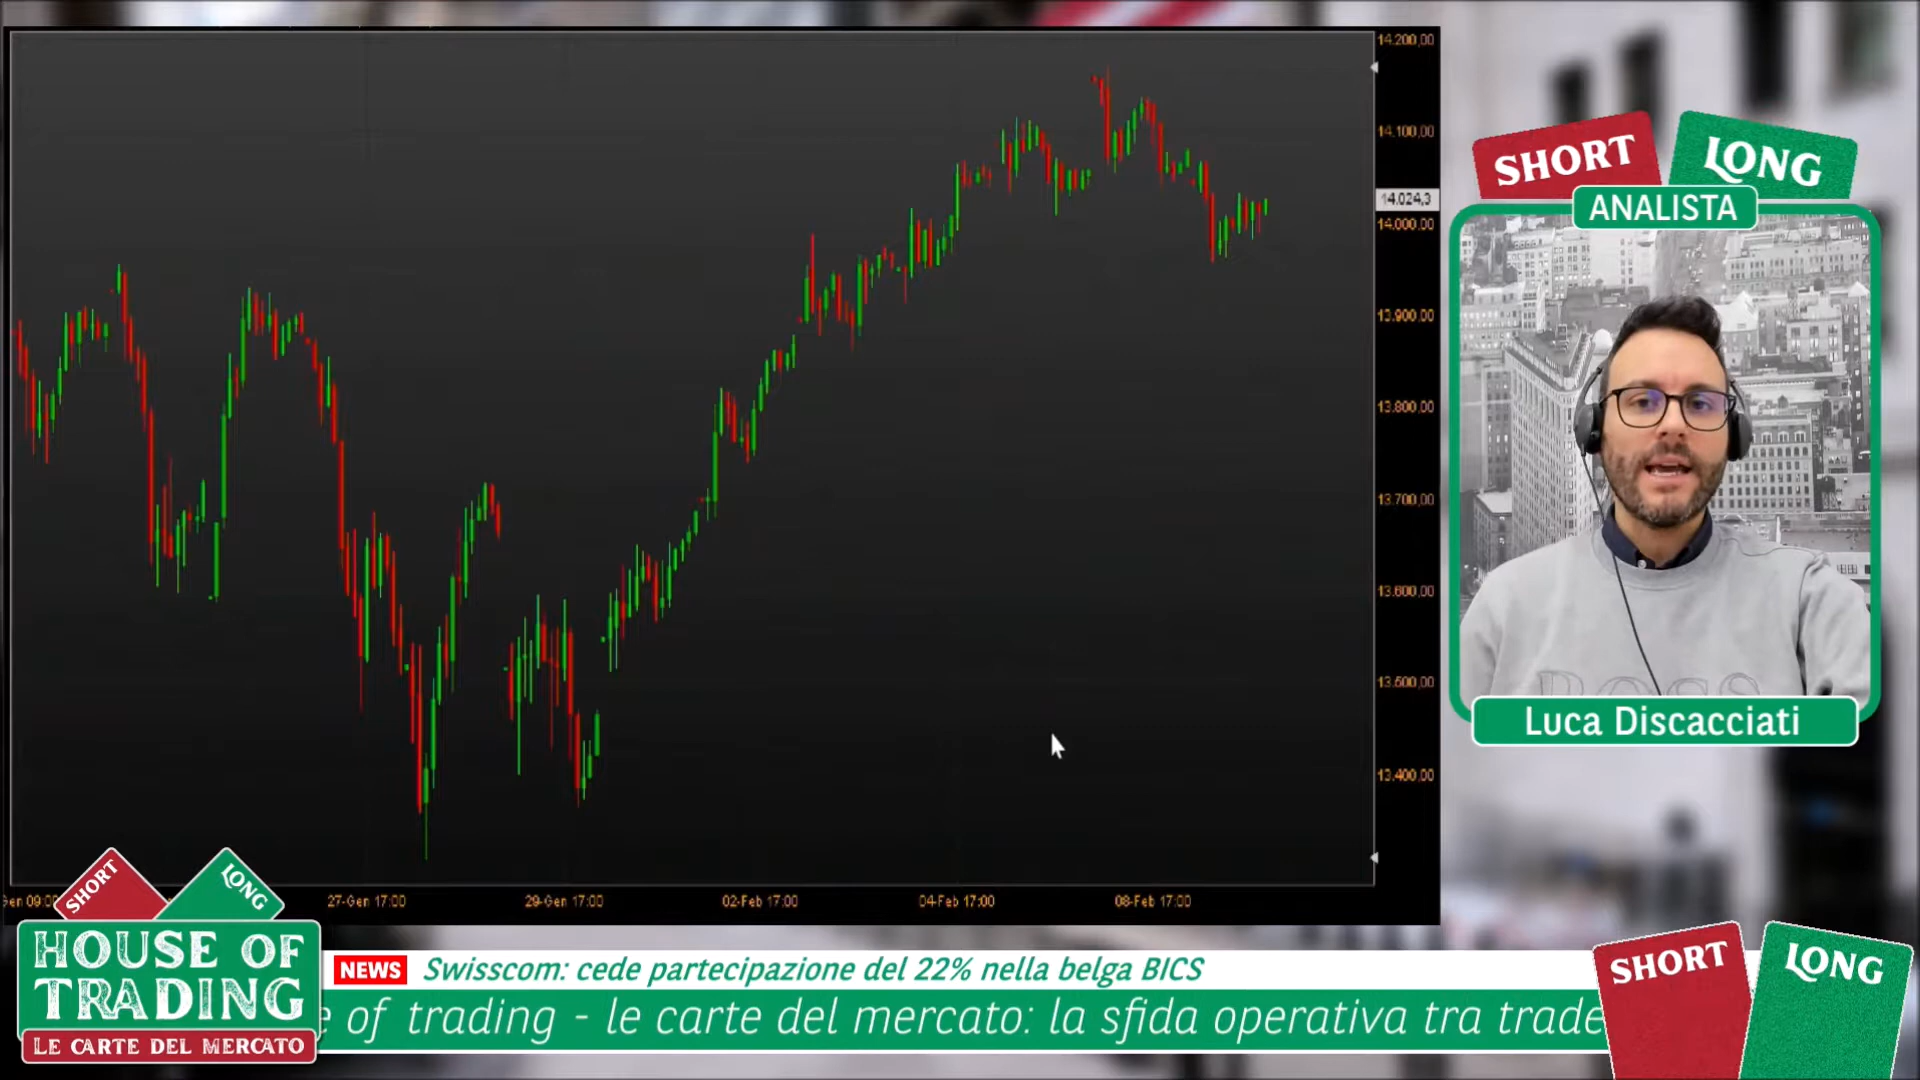 14.200,00
14.100,00
14.024,3
14.000,00
13.900,00
13.800,00
13.700,00
13.600,00
13.500,00
13.400,00
Gen 09:00
27-Gen 17:00
29-Gen 17:00
02-Feb 17:00
04-Feb 17:00
08-Feb 17:00
SHORT
LONG
ANALISTA
Luca Discacciati
SHORT
LONG
HOUSE OF
TRADING
LE CARTE DEL MERCATO
NEWS Swisscom: cede partecipazione del 22% nella belga BICS
e of trading - le carte del mercato: la sfida operativa tra trade
SHORT
LONG